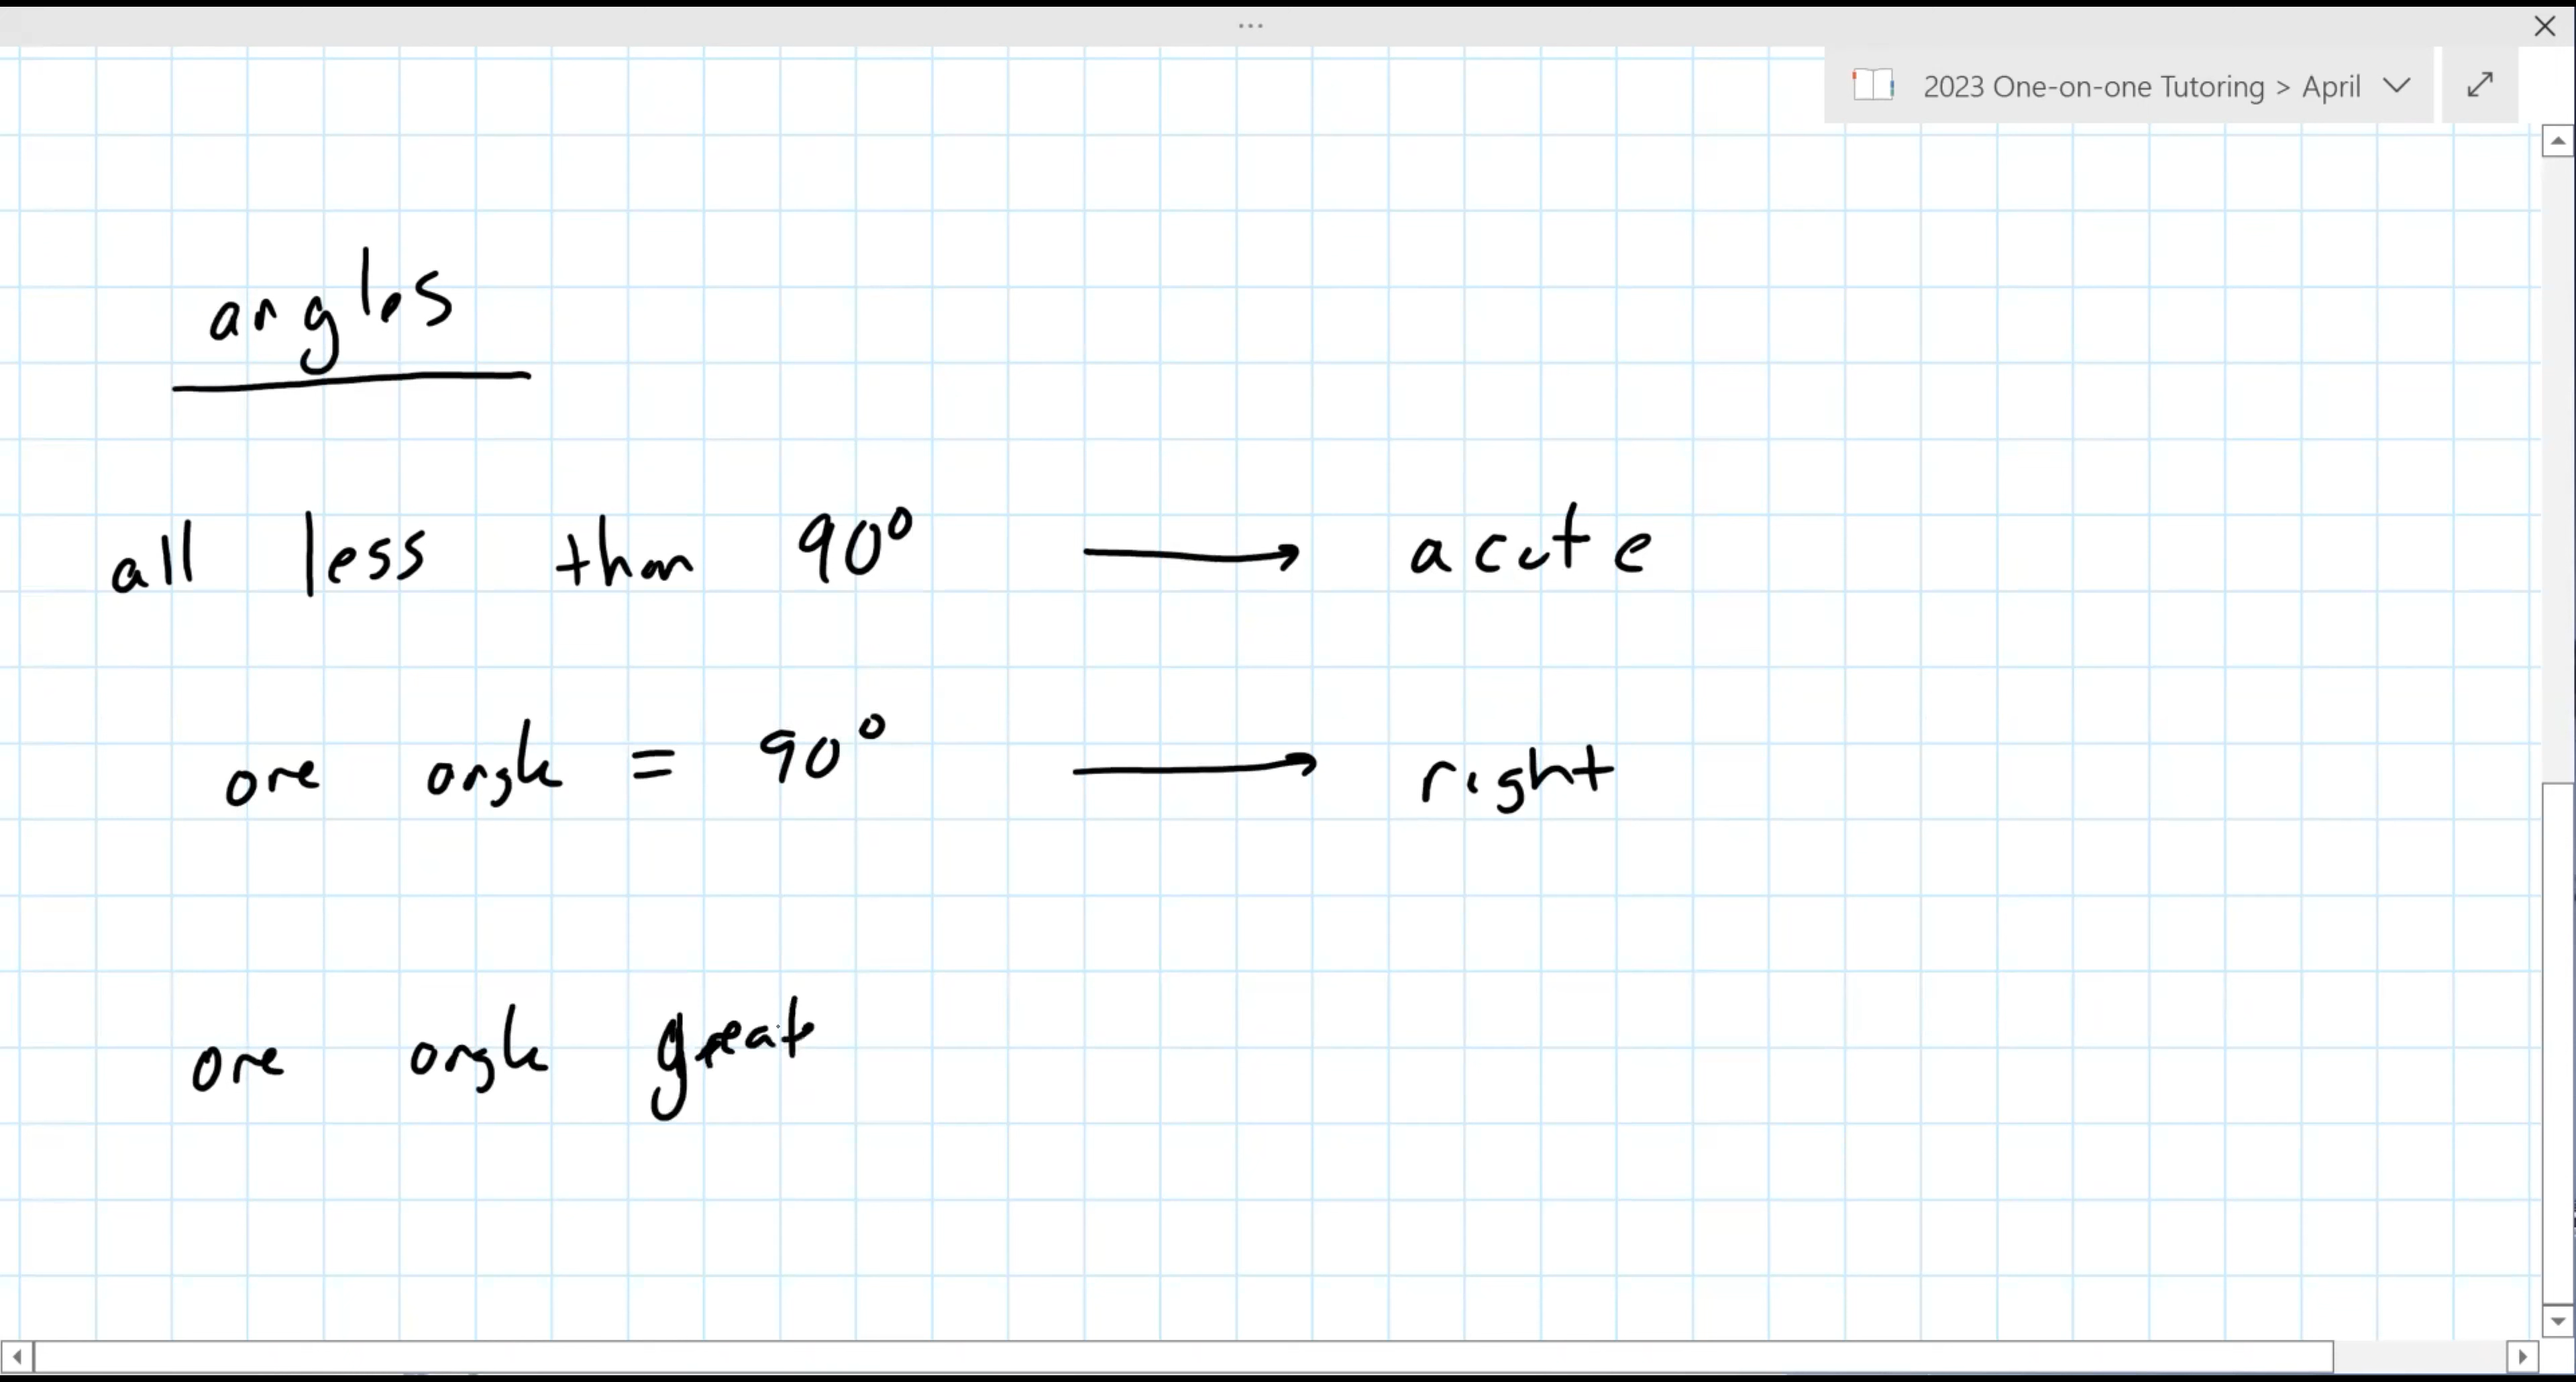 ...
2023 One-on-one Tutoring > April
angles
all less than 90° → acute
one angle = 90° → right
one angle great